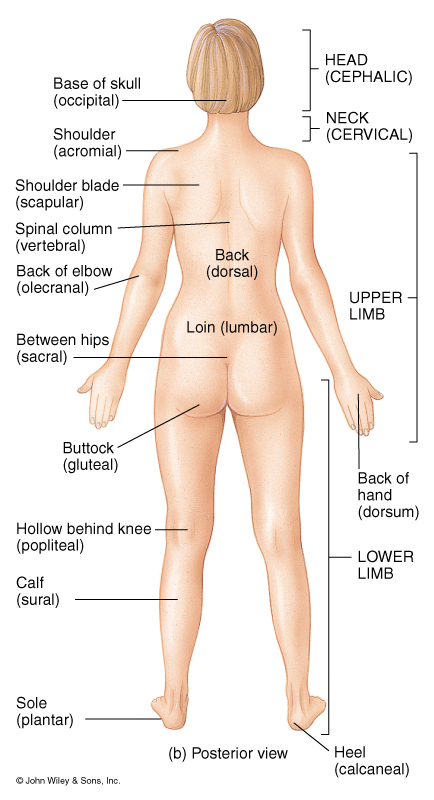 HEAD
(CEPHALIC)
Base of skull
(occipital)
NECK
(CERVICAL)
Shoulder
(acromial)
Shoulder blade
(scapular)
Spinal column
(vertebral)
Back
(dorsal)
Back of elbow
(olecranal)
UPPER
LIMB
Loin (lumbar)
Between hips
(sacral)
Buttock
(gluteal)
Back of
hand
(dorsum)
Hollow behind knee
(popliteal)
LOWER
LIMB
Calf
(sural)
Sole
(plantar)
(b) Posterior view
Heel
(calcaneal)
© John Wiley & Sons, Inc.